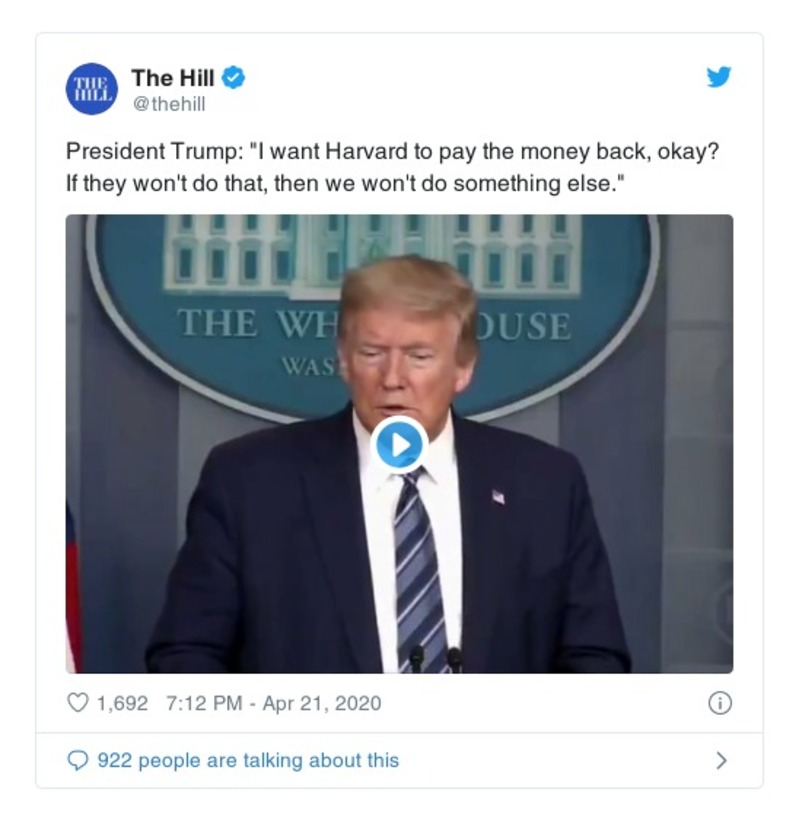 THE HILL
The Hill
@thehill
President Trump: "I want Harvard to pay the money back, okay?
If they won't do that, then we won't do something else."
THE WH OUSE
WAS
1,692 7:12 PM - Apr 21, 2020
922 people are talking about this